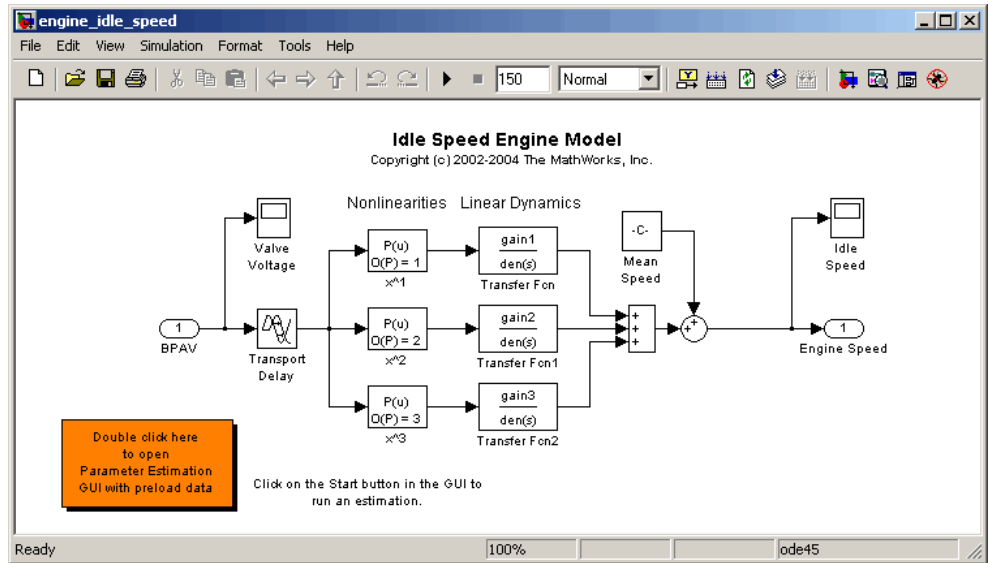 engine_idle_speed
File Edit View Simulation Format Tools Help
150 Normal
Idle Speed Engine Model
Copyright (c) 2002-2004 The MathWorks, Inc.
Nonlinearities Linear Dynamics
Valve
Voltage
P(u)
O(P) = 1
x^1
gain1
den(s)
Transfer Fcn
-C-
Mean
Speed
Idle
Speed
1
BPAV
Transport
Delay
P(u)
O(P) = 2
x^2
gain2
den(s)
Transfer Fcn1
+
+
+
+
+
1
Engine Speed
P(u)
O(P) = 3
x^3
gain3
den(s)
Transfer Fcn2
Double click here
to open
Parameter Estimation
GUI with preload data
Click on the Start button in the GUI to
run an estimation.
Ready 100% ode45